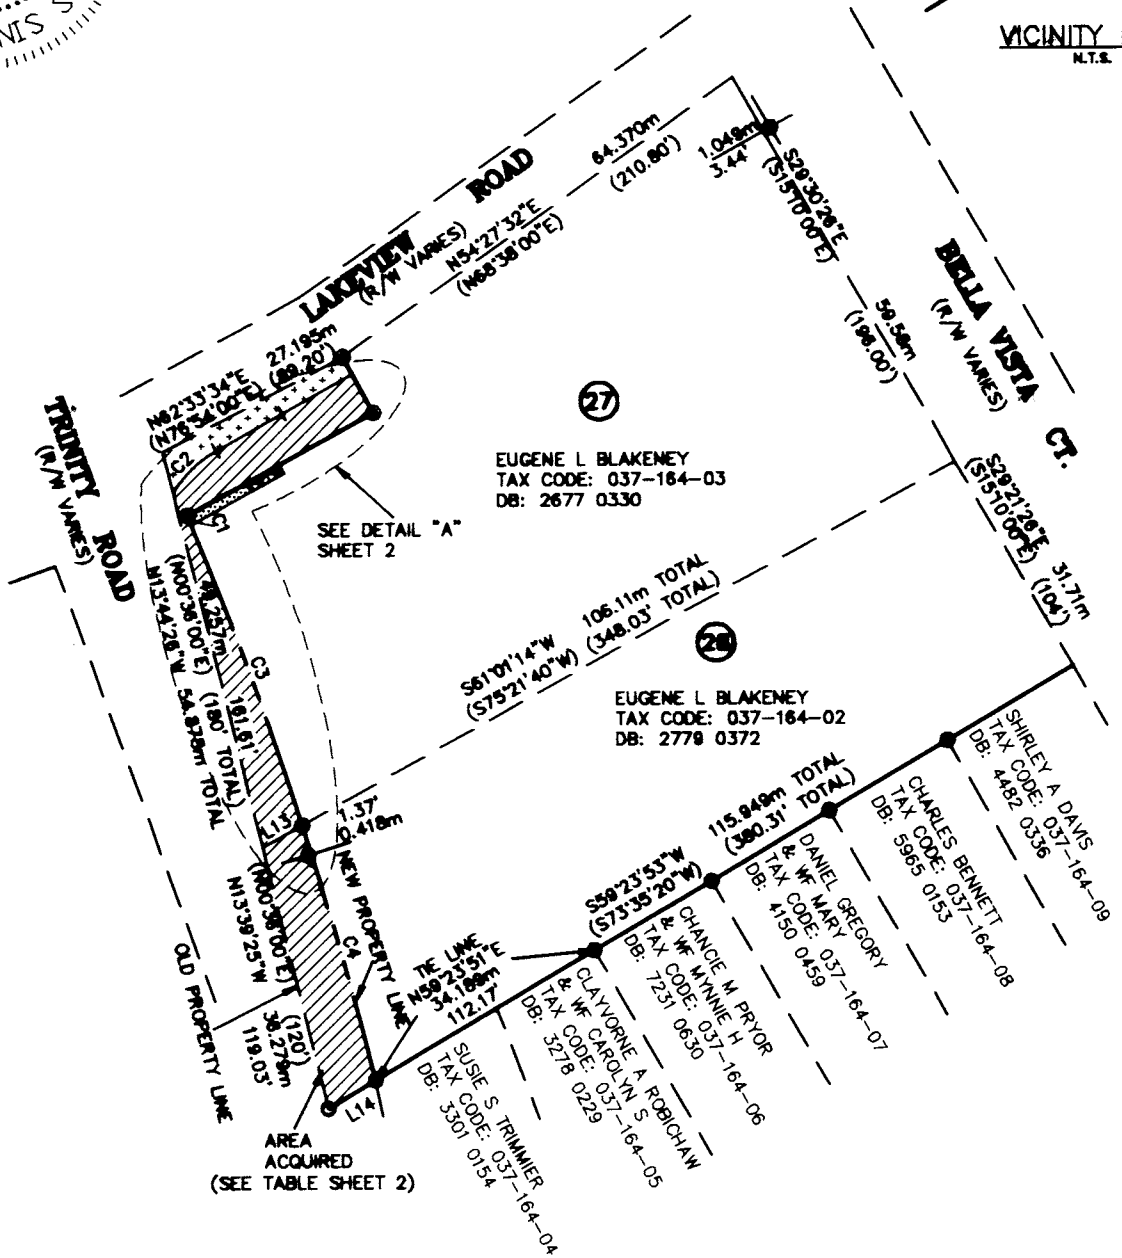 NIS S
VICINITY
N.T.S.
LAKEVIEW ROAD
(R/W VARIES)
64.370m
(210.80')
N54°27'32"E
(N68°38'00"E)
1.049m
3.44'
S29°30'26"E
(S15°10'00"E)
BELLA VISTA CT.
(R/W VARIES)
59.58m
(196.00')
27.195m
(89.20')
N62°33'34"E
(N76°54'00"E)
C2
C1
TRINITY ROAD
(R/W VARIES)
27
EUGENE L BLAKENEY
TAX CODE: 037-164-03
DB: 2677 0330
SEE DETAIL "A"
SHEET 2
S29°21'26"E
(S15°10'00"E)
31.71m
(104')
49.257m 161.61'
(N00°38'00"E) (180' TOTAL)
N13°44'26"W 54.878m TOTAL
C3
106.11m TOTAL
(348.03' TOTAL)
S61°01'14"W
(S75°21'40"W)
EUGENE L BLAKENEY
TAX CODE: 037-164-02
DB: 2779 0372
L13
1.37'
0.418m
NEW PROPERTY LINE
(N00°38'00"E) (120')
N13°39'25"W 36.279m
119.03'
C4
OLD PROPERTY LINE
115.949m TOTAL
(380.31' TOTAL)
S59°23'53"W
(S73°35'20"W)
TIE LINE
N59°23'51"E
34.189m
112.17'
L14
AREA
ACQUIRED
(SEE TABLE SHEET 2)
SUSIE S TRIMMIER
TAX CODE: 037-164-04
DB: 3301 0154
CLAYVORNE A ROBICHAW
& WF CAROLYN S
TAX CODE: 037-164-05
DB: 3278 0229
CHANCIE M PRYOR
& WF MYNNIE H
TAX CODE: 037-164-06
DB: 7231 0630
DANIEL GREGORY
& WF MARY
TAX CODE: 037-164-07
DB: 4150 0459
CHARLES BENNETT
TAX CODE: 037-164-08
DB: 5965 0153
SHIRLEY A DAVIS
TAX CODE: 037-164-09
DB: 4482 0336